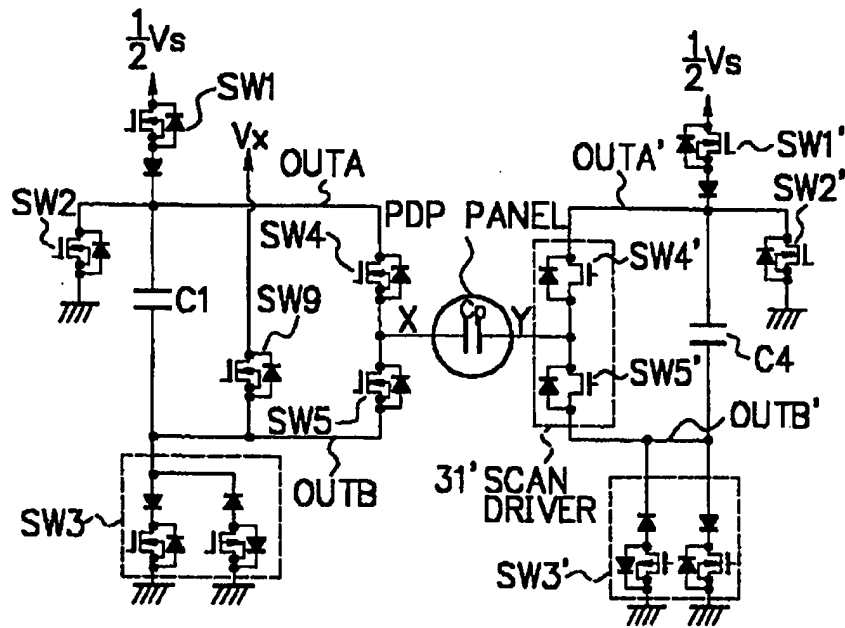 ½Vs
SW1
Vx
OUTA
SW2
C1
SW4
SW9
X
SW5
OUTB
SW3
PDP PANEL
Cp
Y
½Vs
SW1'
OUTA'
SW2'
SW4'
C4
SW5'
OUTB'
31' SCAN
DRIVER
SW3'